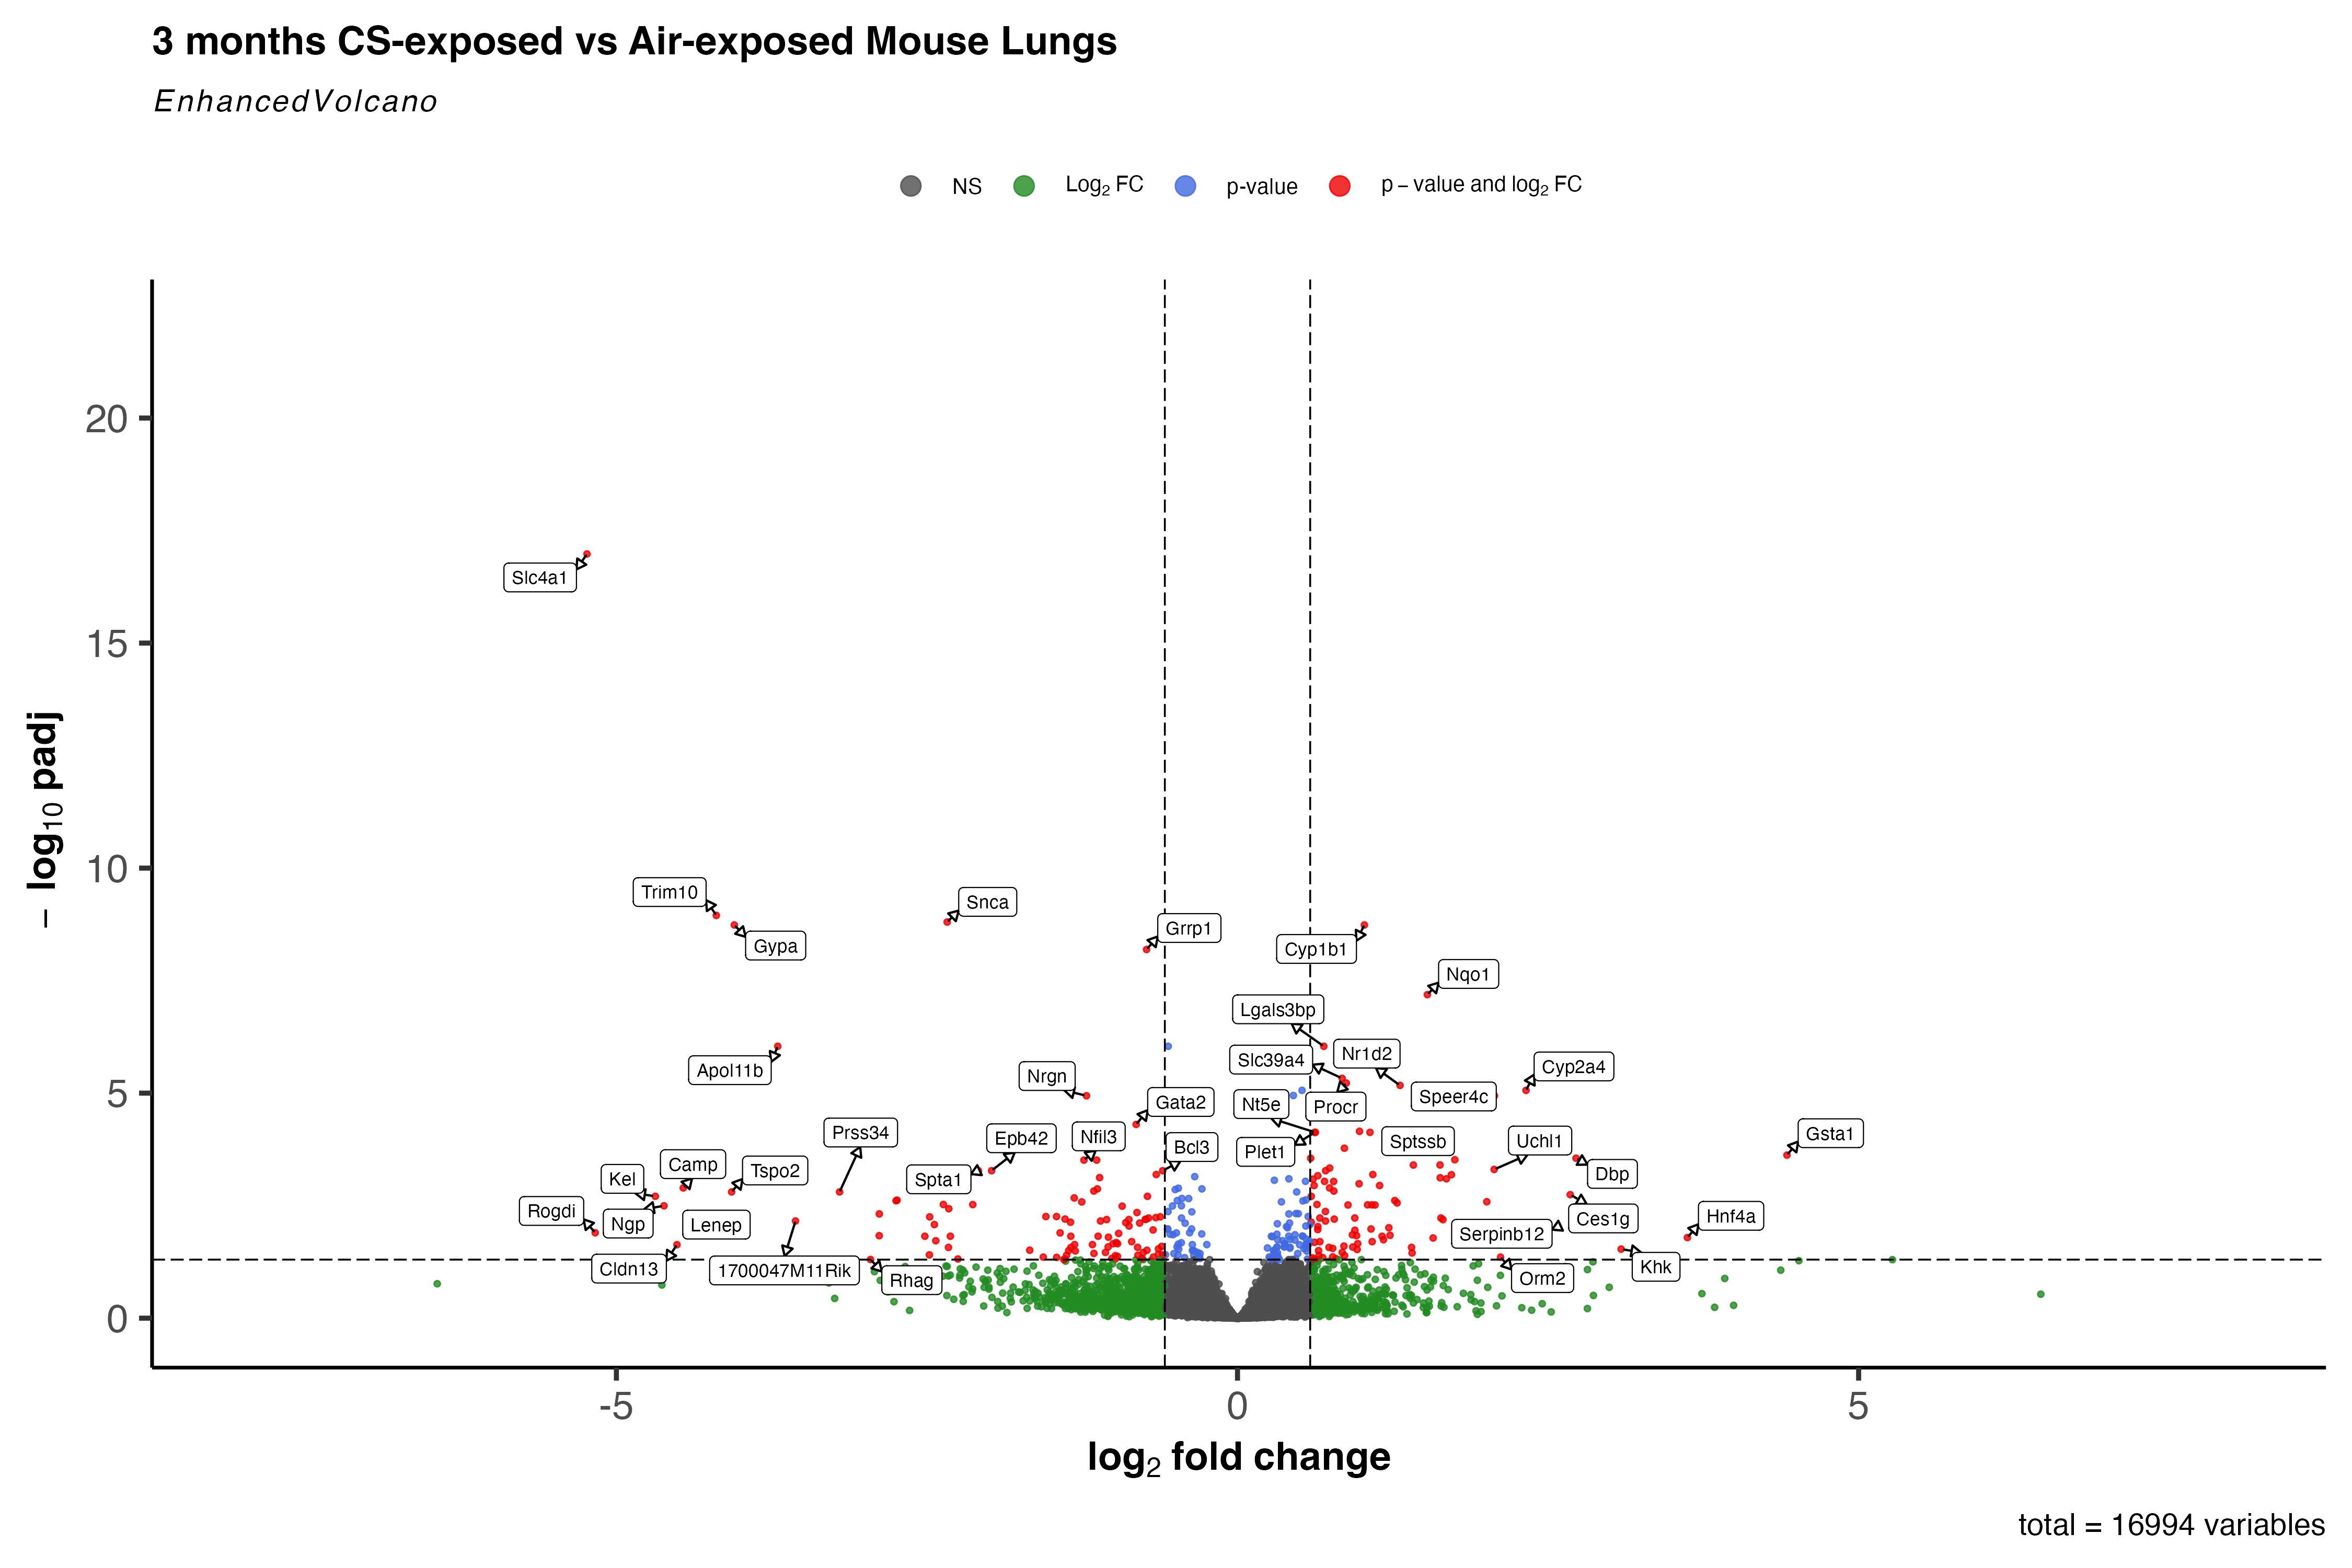 3 months CS-exposed vs Air-exposed Mouse Lungs
EnhancedVolcano
NS Log2 FC p-value p – value and log2 FC
– log10 padj
20
15
10
5
0
Slc4a1
Trim10
Snca
Gypa
Grrp1
Cyp1b1
Nqo1
Lgals3bp
Apol11b
Slc39a4
Nr1d2
Cyp2a4
Nrgn
Gata2
Nt5e
Procr
Speer4c
Prss34
Epb42
Nfil3
Bcl3
Plet1
Sptssb
Uchl1
Gsta1
Kel
Camp
Tspo2
Spta1
Dbp
Rogdi
Ngp
Lenep
Serpinb12
Ces1g
Hnf4a
Cldn13
1700047M11Rik
Rhag
Orm2
Khk
-5 0 5
log2 fold change
total = 16994 variables